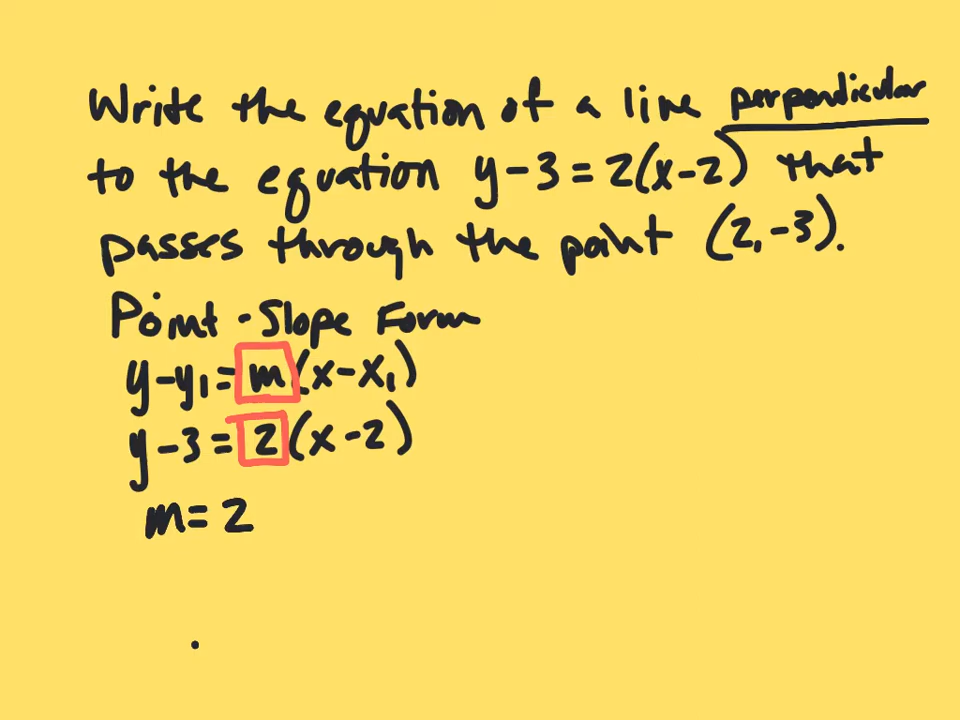 Write the equation of a line perpendicular
to the equation y-3=2(x-2) that
passes through the point (2,-3).
Point-Slope Form
y-y₁=m(x-x₁)
y-3=2(x-2)
m=2